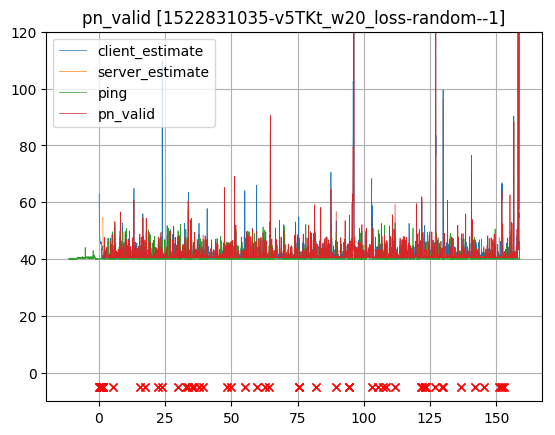 pn_valid [1522831035-v5TKt_w20_loss-random--1]
client_estimate
server_estimate
ping
pn_valid
120
100
80
60
40
20
0
0 25 50 75 100 125 150